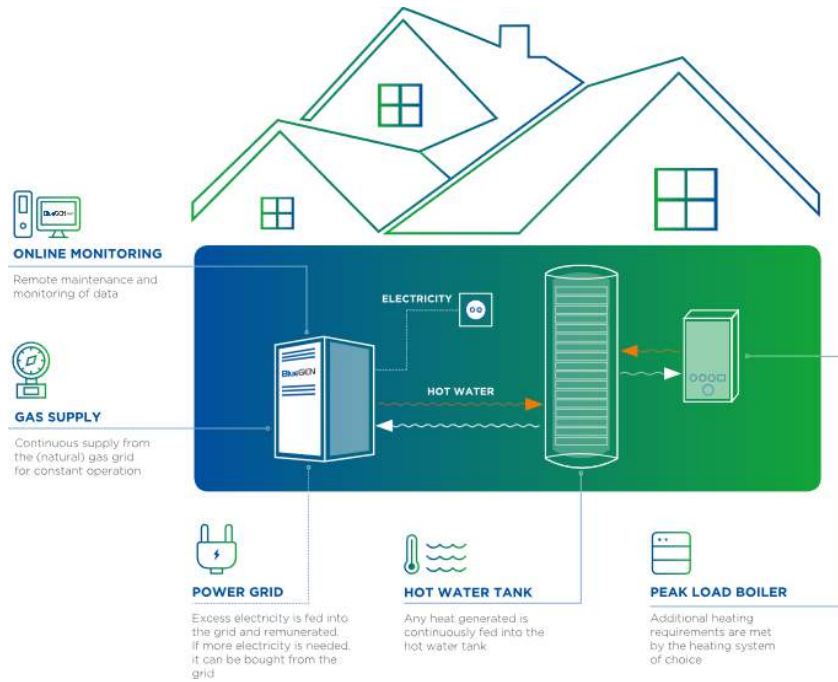 BlueGEN
ONLINE MONITORING
Remote maintenance and
monitoring of data
ELECTRICITY
BlueGEN
HOT WATER
GAS SUPPLY
Continuous supply from
the (natural) gas grid
for constant operation
POWER GRID
Excess electricity is fed into
the grid and remunerated.
If more electricity is needed,
it can be bought from the
grid
HOT WATER TANK
Any heat generated is
continuously fed into the
hot water tank
PEAK LOAD BOILER
Additional heating
requirements are met
by the heating system
of choice